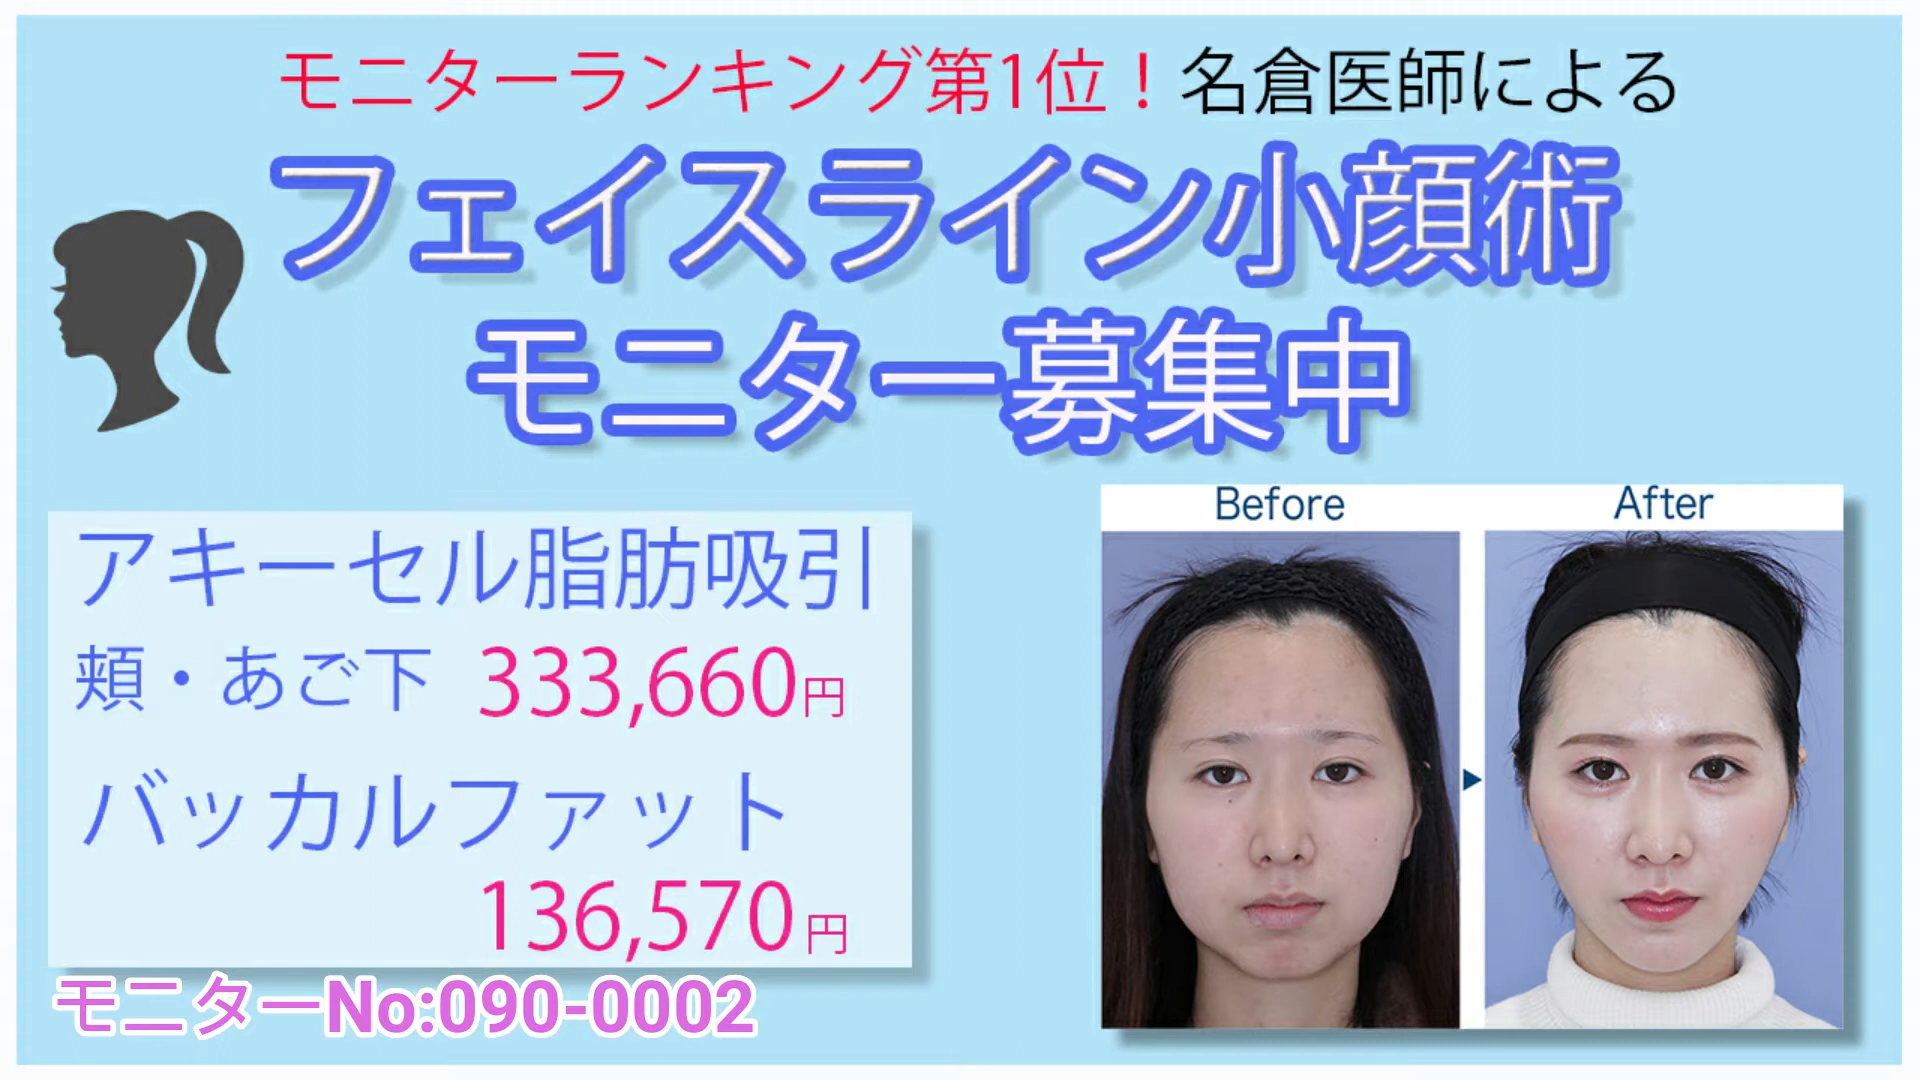 モニターランキング第1位！名倉医師による
フェイスライン小顔術
モニター募集中
アキーセル脂肪吸引
頬・あご下 333,660円
バッカルファット
136,570円
モニターNo:090-0002
Before
After